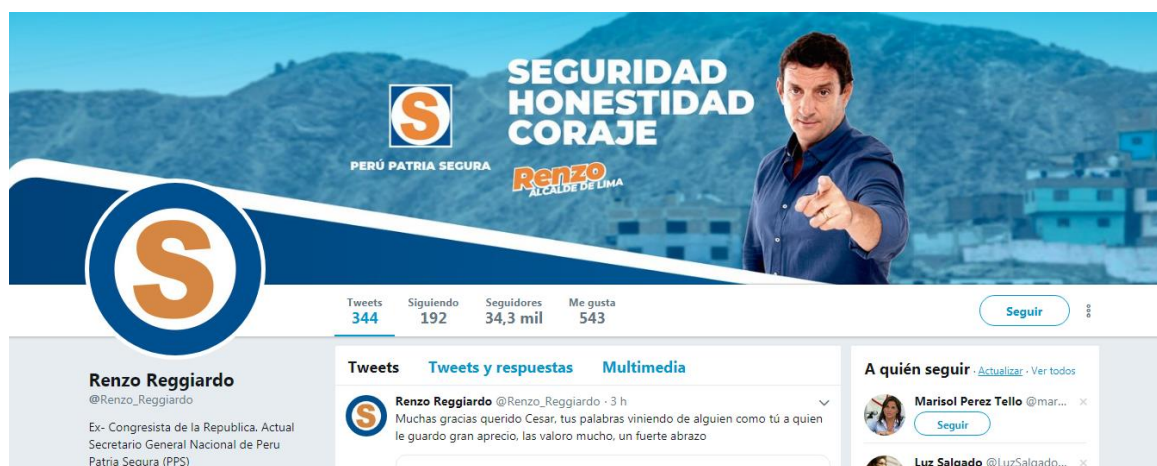 SEGURIDAD
HONESTIDAD
CORAJE
S
PERÚ PATRIA SEGURA
Renzo
ALCALDE DE LIMA
S
Tweets Siguiendo Seguidores Me gusta
344 192 34,3 mil 543
Seguir
Renzo Reggiardo
@Renzo_Reggiardo
Ex- Congresista de la Republica. Actual
Secretario General Nacional de Peru
Patria Segura (PPS)
Tweets Tweets y respuestas Multimedia
S
Renzo Reggiardo @Renzo_Reggiardo · 3 h
Muchas gracias querido Cesar, tus palabras viniendo de alguien como tú a quien
le guardo gran aprecio, las valoro mucho, un fuerte abrazo
A quién seguir · Actualizar · Ver todos
Marisol Perez Tello @mar... ×
Seguir
Luz Salgado @LuzSalgado... ×